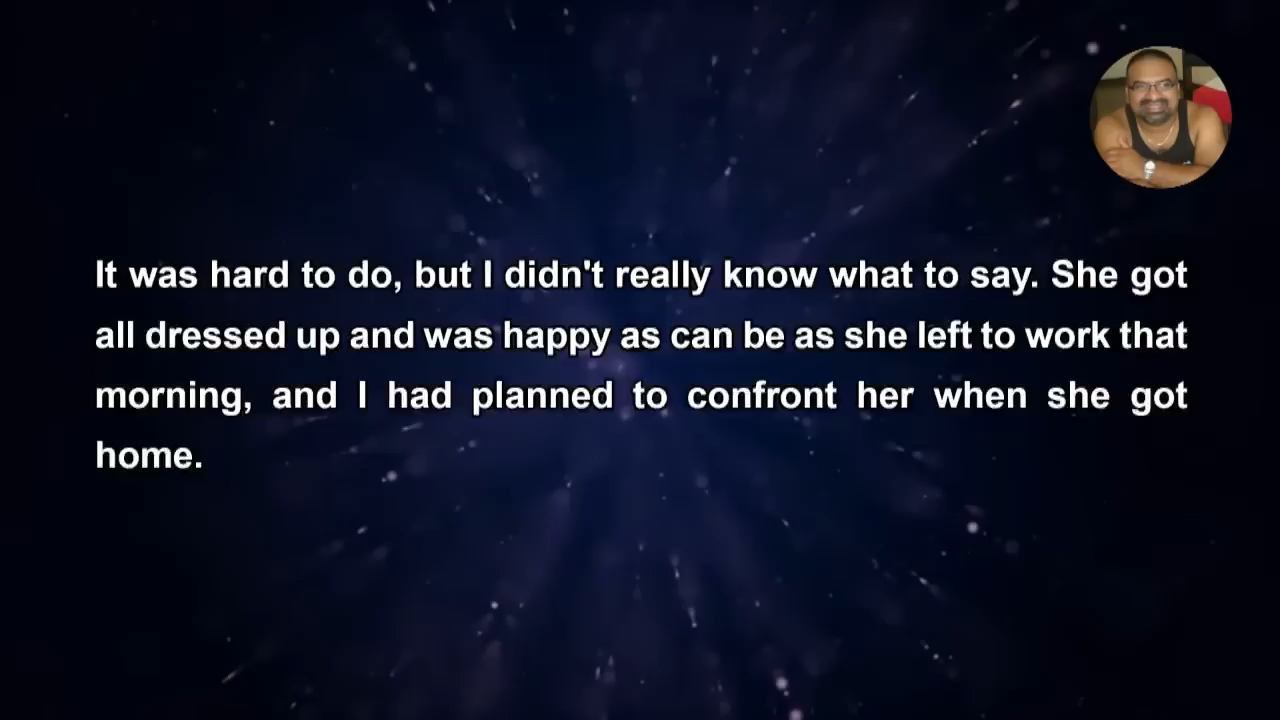 It was hard to do, but I didn't really know what to say. She got
all dressed up and was happy as can be as she left to work that
morning, and I had planned to confront her when she got
home.